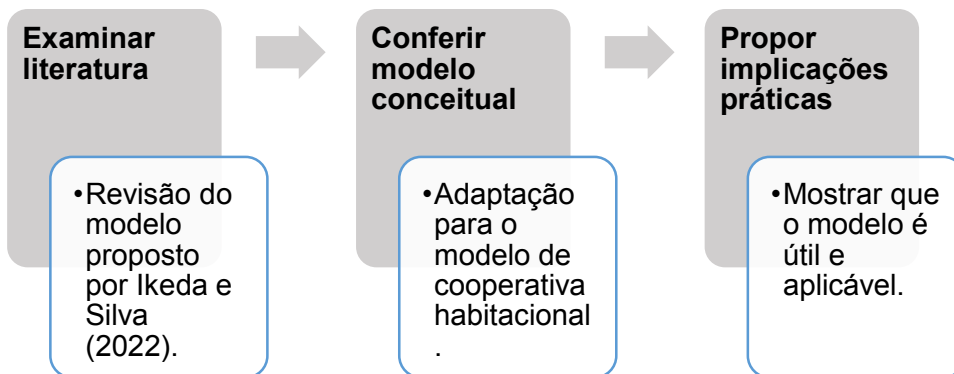 Examinar
literatura
•Revisão do
modelo
proposto
por Ikeda e
Silva
(2022).
Conferir
modelo
conceitual
•Adaptação
para o
modelo de
cooperativa
habitacional
.
Propor
implicações
práticas
•Mostrar que
o modelo é
útil e
aplicável.